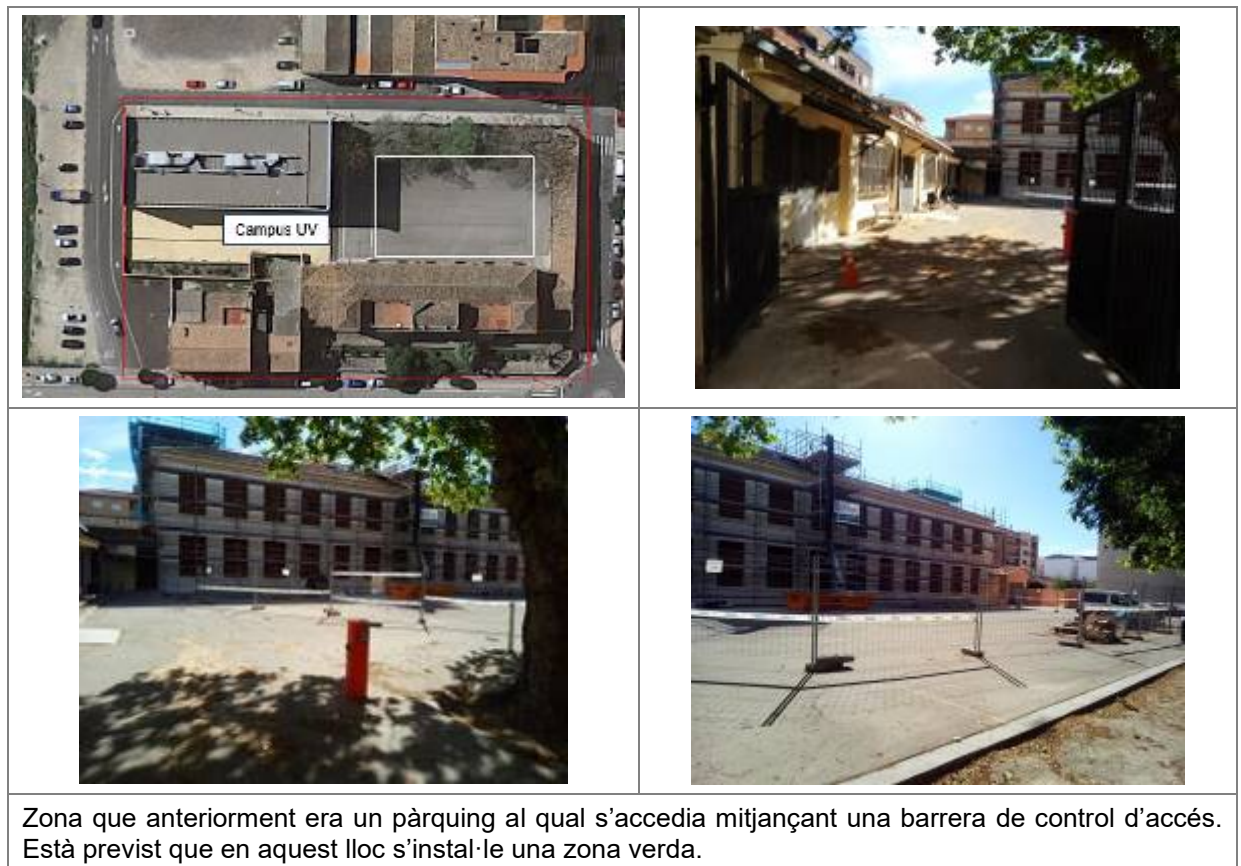 Campus UV
Zona que anteriorment era un pàrquing al qual s'accedia mitjançant una barrera de control d'accés.
Està previst que en aquest lloc s'instal·le una zona verda.